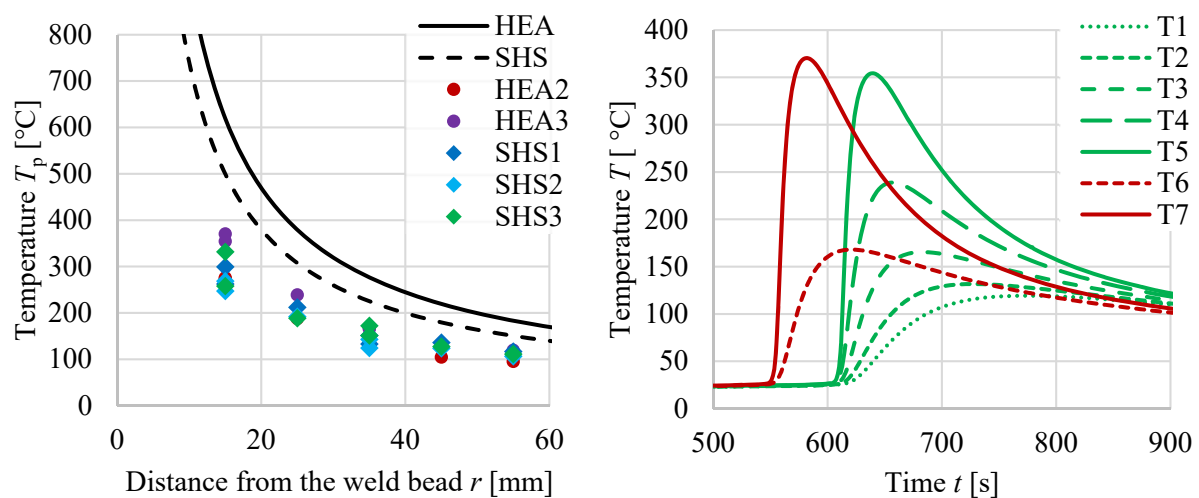 HEA
SHS
HEA2
HEA3
SHS1
SHS2
SHS3
800
700
600
500
400
300
200
100
0
0 20 40 60
Temperature Tp [°C]
Distance from the weld bead r [mm]
T1
T2
T3
T4
T5
T6
T7
400
350
300
250
200
150
100
50
0
500 600 700 800 900
Temperature T [ °C]
Time t [s]